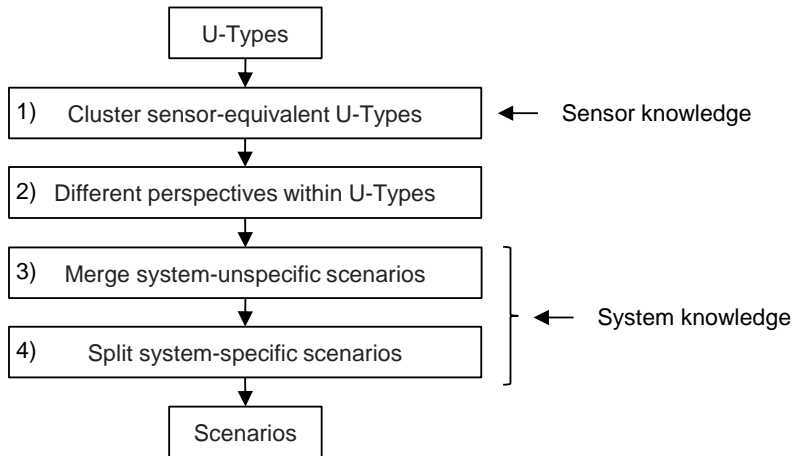 U-Types
1) Cluster sensor-equivalent U-Types
Sensor knowledge
2) Different perspectives within U-Types
3) Merge system-unspecific scenarios
System knowledge
4) Split system-specific scenarios
Scenarios